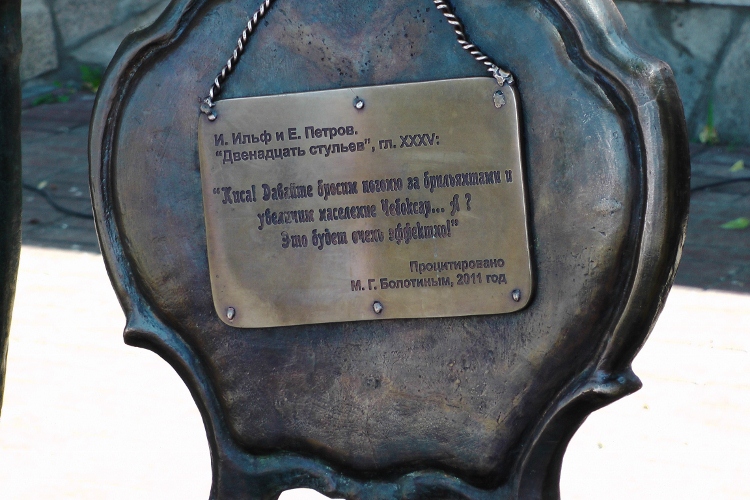 И. Ильф и Е. Петров.
"Двенадцать стульев", гл. XXXV:
"Киса! Давайте бросим погоню за брильянтами и
увеличим население Чебоксар... А ?
Это будет очень эффектно!"
Процитировано
М. Г. Болотиным, 2011 год